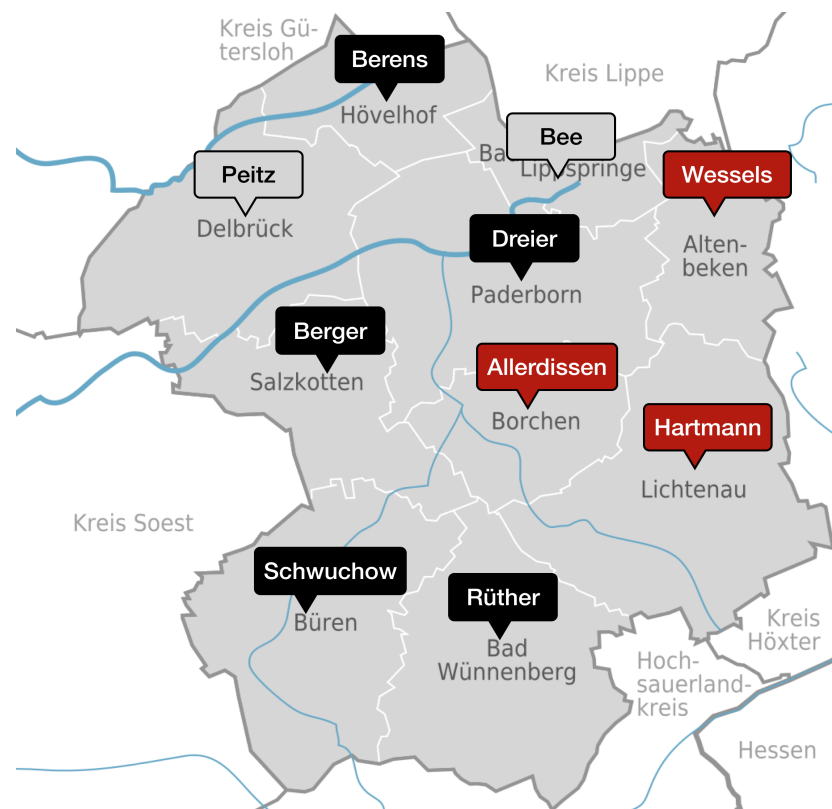 Kreis Gü-
tersloh
Berens
Kreis Lippe
Hövelhof
Bee
Ba
Lippspringe
Peitz
Wessels
Delbrück
Dreier
Alten-
beken
Paderborn
Berger
Salzkotten
Allerdissen
Borchen
Hartmann
Lichtenau
Kreis Soest
Schwuchow
Büren
Rüther
Bad
Wünnenberg
Kreis
Höxter
Hoch-
sauerland-
kreis
Hessen